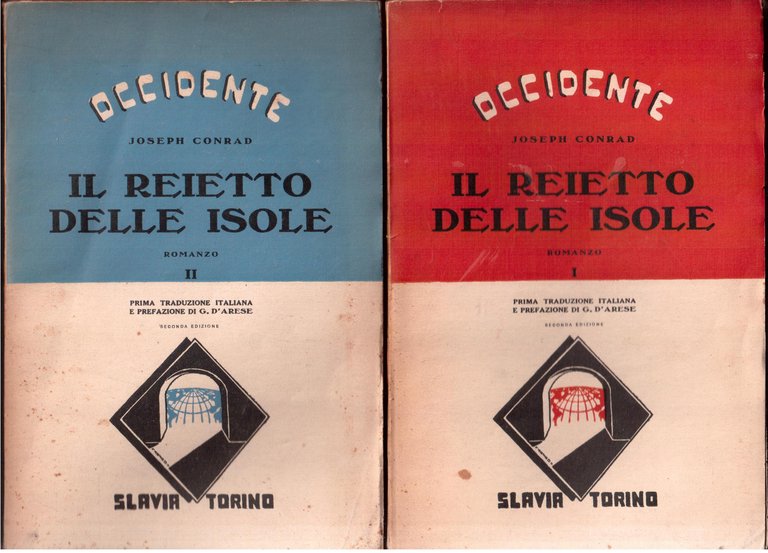 OCCIDENTE
JOSEPH CONRAD
IL REIETTO
DELLE ISOLE
ROMANZO
II
PRIMA TRADUZIONE ITALIANA
E PREFAZIONE DI G. D'ARESE
SECONDA EDIZIONE
SLAVIA TORINO
OCCIDENTE
JOSEPH CONRAD
IL REIETTO
DELLE ISOLE
ROMANZO
I
PRIMA TRADUZIONE ITALIANA
E PREFAZIONE DI G. D'ARESE
SECONDA EDIZIONE
SLAVIA TORINO